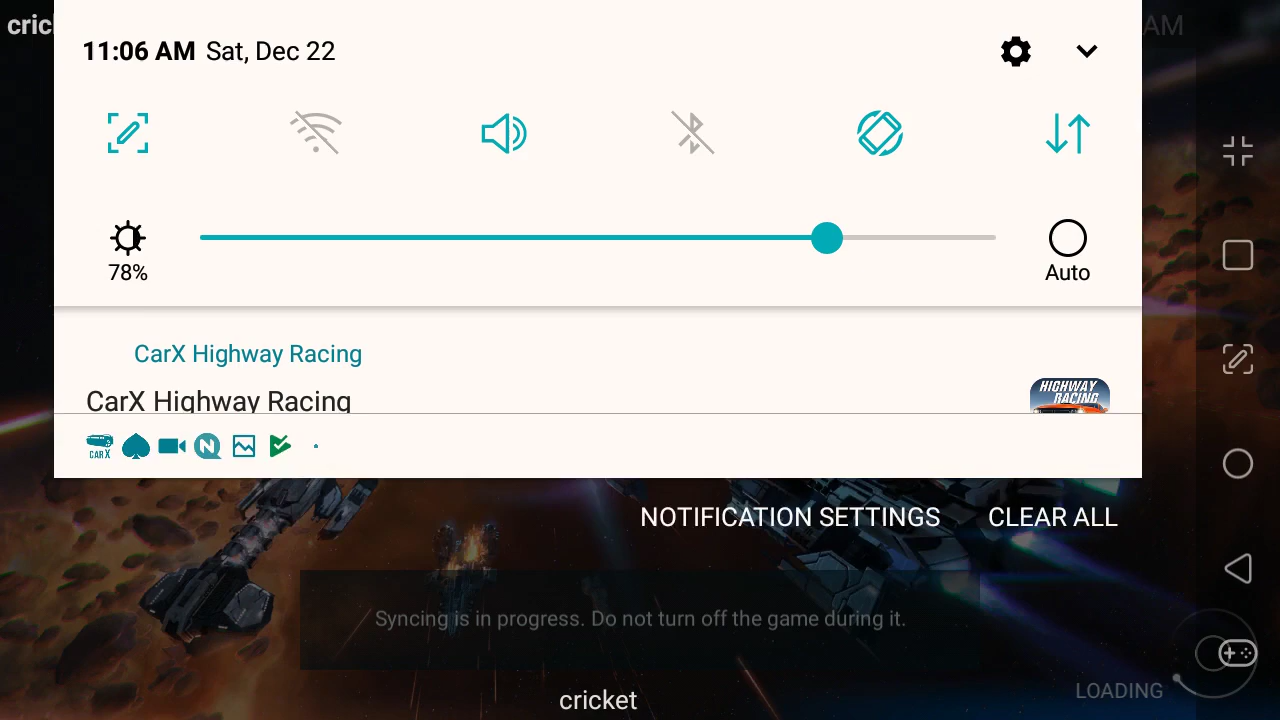 cric
AM
11:06 AM Sat, Dec 22
78%
Auto
CarX Highway Racing
CarX Highway Racing
HIGHWAY
RACING
CARX
N
NOTIFICATION SETTINGS
CLEAR ALL
Syncing is in progress. Do not turn off the game during it.
LOADING
cricket